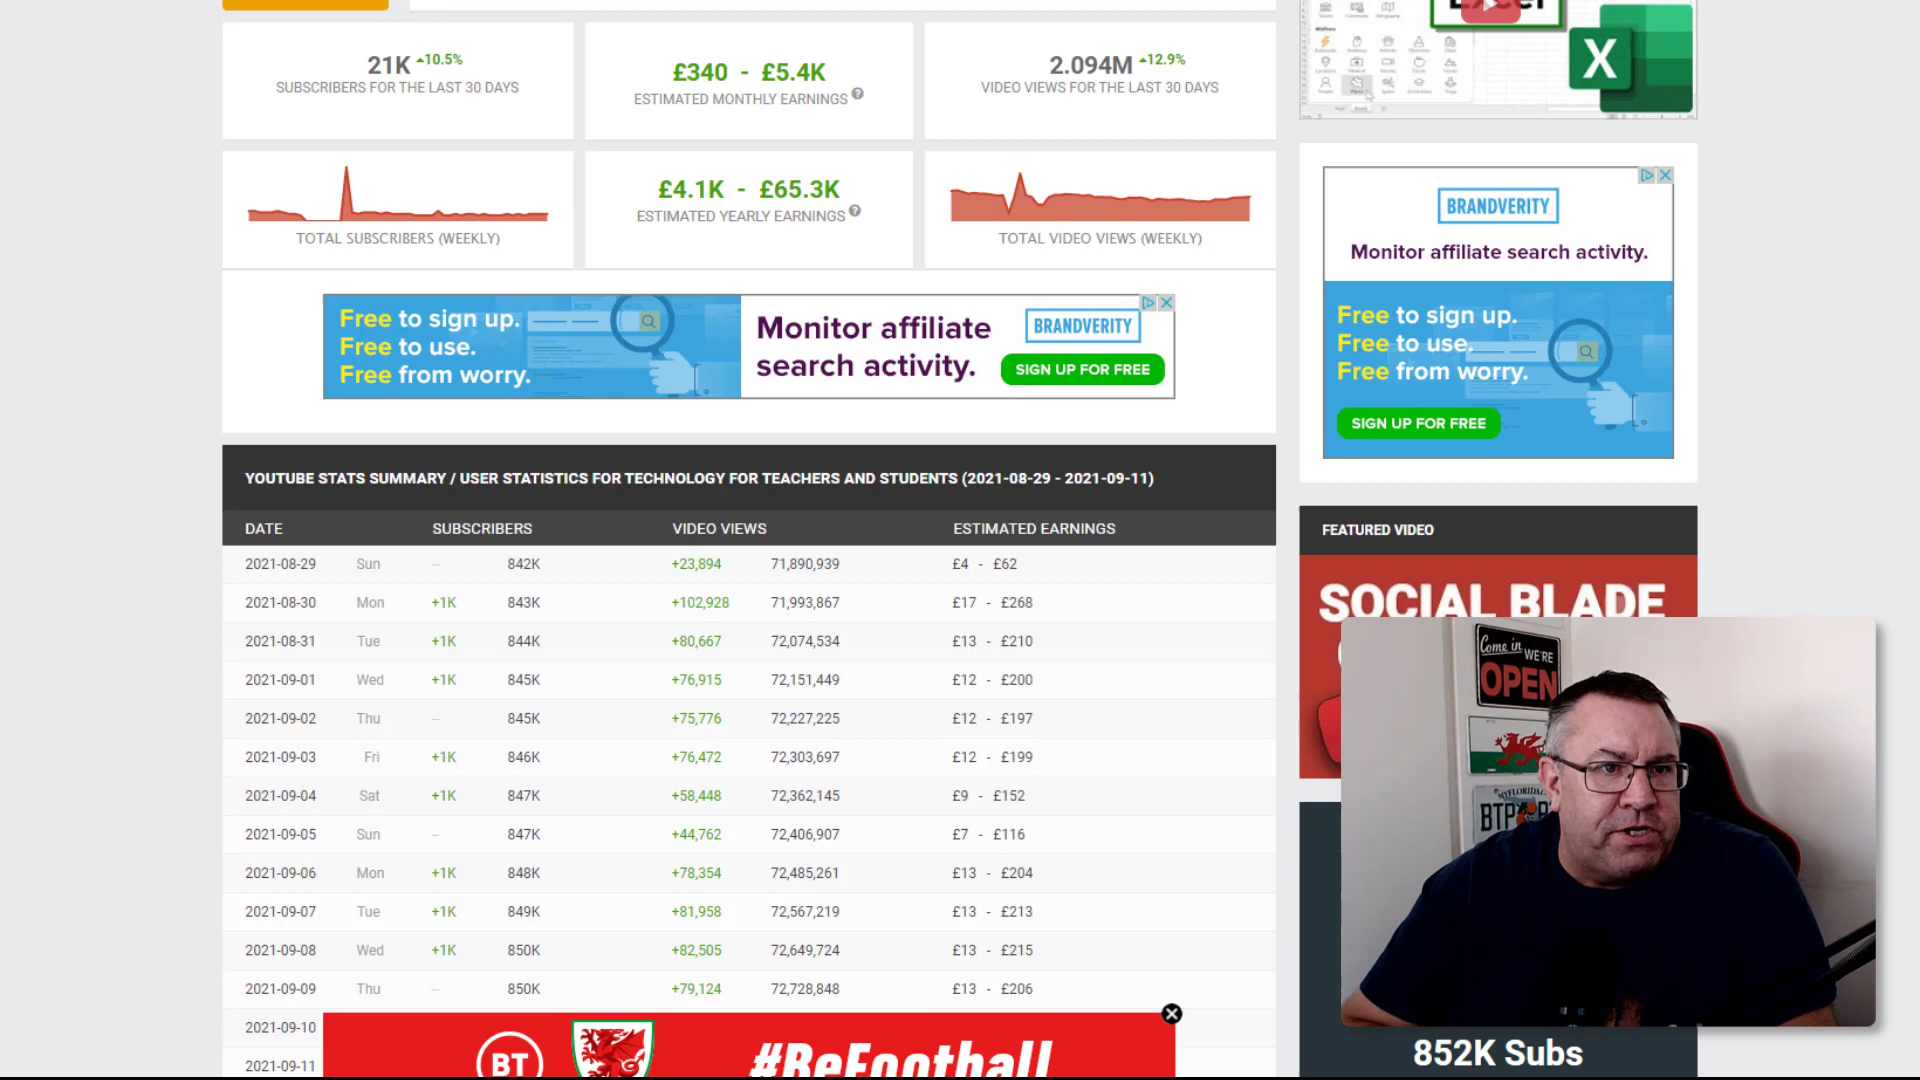 21K 10.5%
SUBSCRIBERS FOR THE LAST 30 DAYS
£340 - £5.4K
ESTIMATED MONTHLY EARNINGS
2.094M 12.9%
VIDEO VIEWS FOR THE LAST 30 DAYS
TOTAL SUBSCRIBERS (WEEKLY)
£4.1K - £65.3K
ESTIMATED YEARLY EARNINGS
TOTAL VIDEO VIEWS (WEEKLY)
X
Free to sign up.
Free to use.
Free from worry.
Monitor affiliate
search activity.
BRANDVERITY
SIGN UP FOR FREE
BRANDVERITY
Monitor affiliate search activity.
Free to sign up.
Free to use.
Free from worry.
SIGN UP FOR FREE
YOUTUBE STATS SUMMARY / USER STATISTICS FOR TECHNOLOGY FOR TEACHERS AND STUDENTS (2021-08-29 - 2021-09-11)
DATE SUBSCRIBERS VIDEO VIEWS ESTIMATED EARNINGS
2021-08-29 Sun – 842K +23,894 71,890,939 £4 - £62
2021-08-30 Mon +1K 843K +102,928 71,993,867 £17 - £268
2021-08-31 Tue +1K 844K +80,667 72,074,534 £13 - £210
2021-09-01 Wed +1K 845K +76,915 72,151,449 £12 - £200
2021-09-02 Thu – 845K +75,776 72,227,225 £12 - £197
2021-09-03 Fri +1K 846K +76,472 72,303,697 £12 - £199
2021-09-04 Sat +1K 847K +58,448 72,362,145 £9 - £152
2021-09-05 Sun – 847K +44,762 72,406,907 £7 - £116
2021-09-06 Mon +1K 848K +78,354 72,485,261 £13 - £204
2021-09-07 Tue +1K 849K +81,958 72,567,219 £13 - £213
2021-09-08 Wed +1K 850K +82,505 72,649,724 £13 - £215
2021-09-09 Thu – 850K +79,124 72,728,848 £13 - £206
2021-09-10
2021-09-11
BT
#BeFootball
FEATURED VIDEO
SOCIAL BLADE
Come in
WE'RE
OPEN
852K Subs